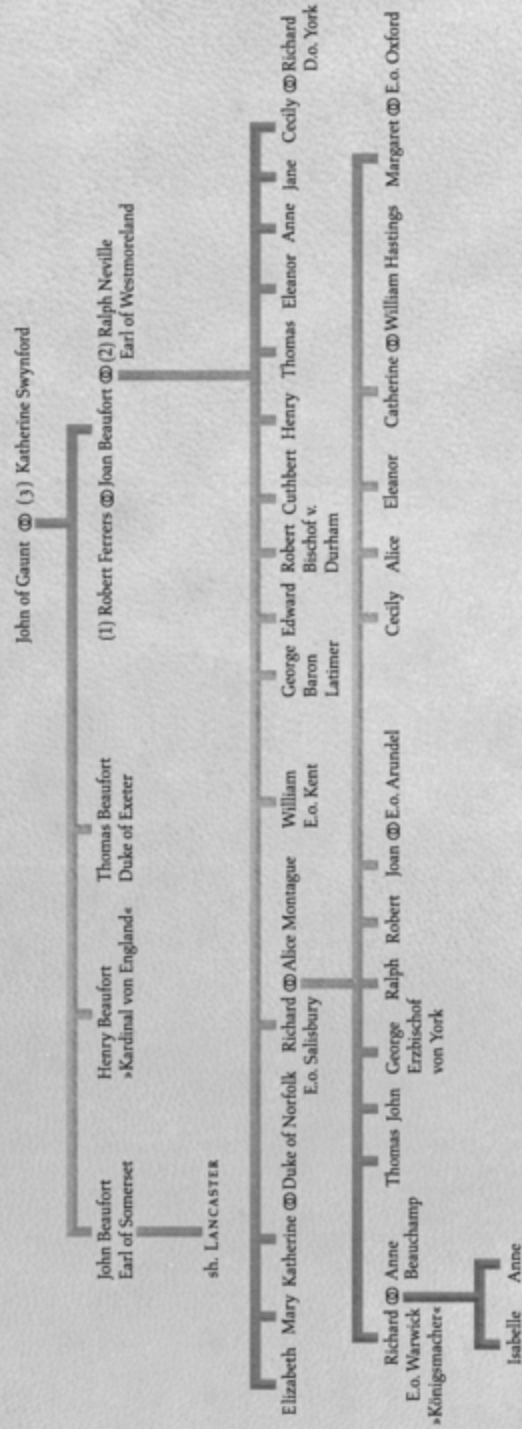 John of Gaunt ⚭ (3) Katherine Swynford
John Beaufort
Earl of Somerset
Henry Beaufort
»Kardinal von England«
Thomas Beaufort
Duke of Exeter
(1) Robert Ferrers ⚭ Joan Beaufort ⚭ (2) Ralph Neville
Earl of Westmoreland
sh. LANCASTER
Elizabeth Mary Katherine ⚭ Duke of Norfolk
Richard ⚭ Alice Montague
E.o. Salisbury
William
E.o. Kent
George
Baron
Latimer
Edward
Robert
Bischof v.
Durham
Cuthbert Henry Thomas Eleanor Anne Jane
Cecily ⚭ Richard
D.o. York
Richard ⚭ Anne
E.o. Warwick Beauchamp
»Königsmacher«
Thomas John
George
Erzbischof
von York
Ralph Robert Joan ⚭ E.o. Arundel
Cecily Alice Eleanor
Catherine ⚭ William Hastings
Margaret ⚭ E.o. Oxford
Isabelle Anne